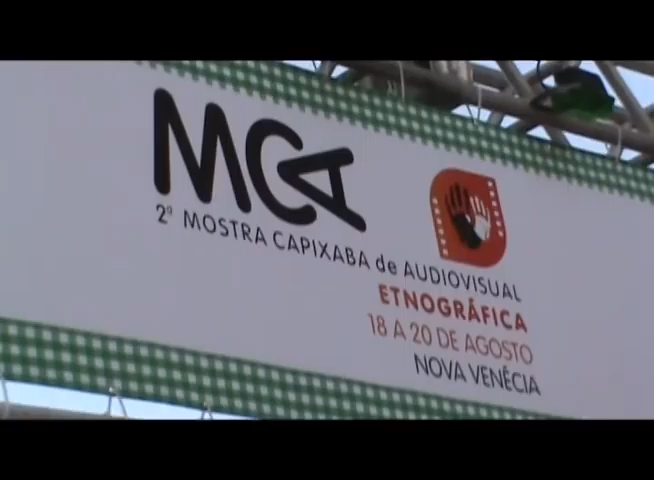 MCA
2ª MOSTRA CAPIXABA de AUDIOVISUAL
ETNOGRÁFICA
18 A 20 DE AGOSTO
NOVA VENÉCIA